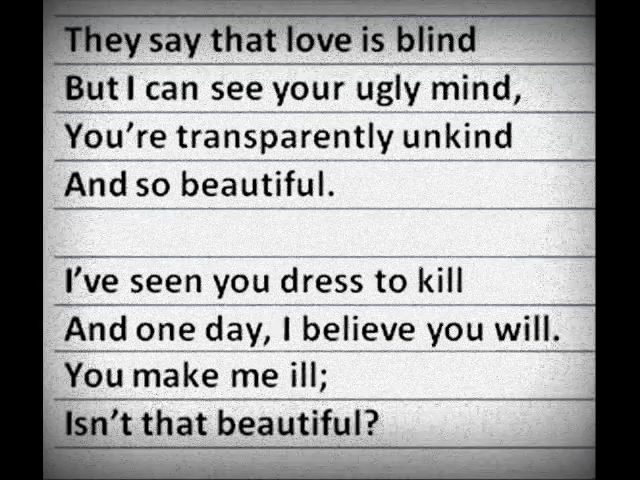 They say that love is blind
But I can see your ugly mind,
You're transparently unkind
And so beautiful.
I've seen you dress to kill
And one day, I believe you will.
You make me ill;
Isn't that beautiful?